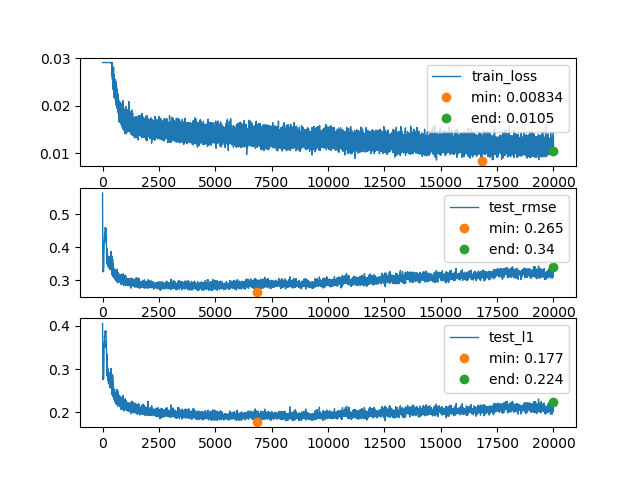 0.03
0.02
0.01
train_loss
min: 0.00834
end: 0.0105
0 2500 5000 7500 10000 12500 15000 17500 20000
0.5
0.4
0.3
test_rmse
min: 0.265
end: 0.34
0 2500 5000 7500 10000 12500 15000 17500 20000
0.4
0.3
0.2
test_l1
min: 0.177
end: 0.224
0 2500 5000 7500 10000 12500 15000 17500 20000